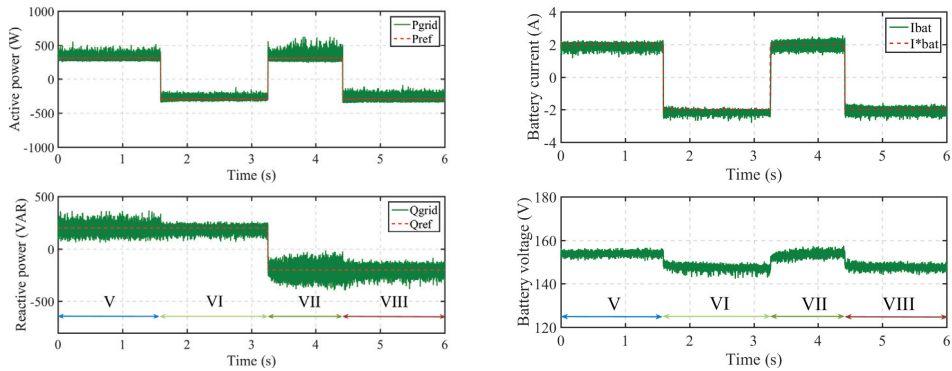 1000
500
0
-500
-1000
Active power (W)
Pgrid
Pref
0
1
2
3
4
5
6
Time (s)
500
0
-500
Reactive power (VAR)
Qgrid
Qref
V
VI
VII
VIII
0
1
2
3
4
5
6
Time (s)
4
2
0
-2
-4
Battery current (A)
Ibat
I*bat
0
1
2
3
4
5
6
Time (s)
180
160
140
120
Battery voltage (V)
V
VI
VII
VIII
0
1
2
3
4
5
6
Time (s)